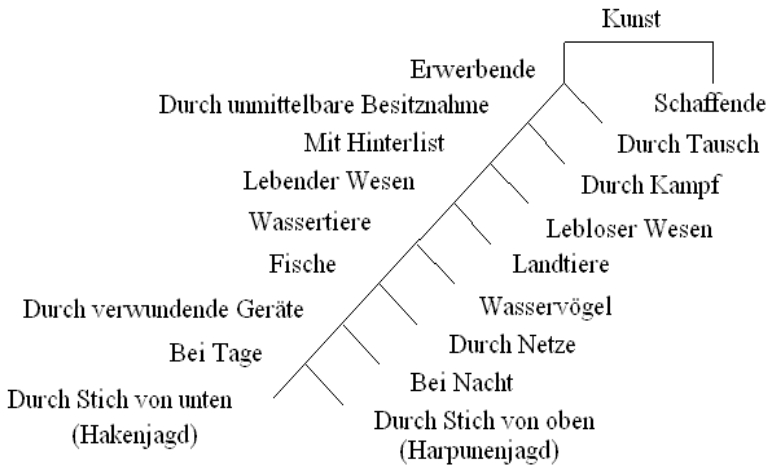 Kunst
Erwerbende
Schaffende
Durch unmittelbare Besitznahme
Durch Tausch
Mit Hinterlist
Durch Kampf
Lebender Wesen
Lebloser Wesen
Wassertiere
Landtiere
Fische
Wasservögel
Durch verwundende Geräte
Durch Netze
Bei Tage
Bei Nacht
Durch Stich von unten
(Hakenjagd)
Durch Stich von oben
(Harpunenjagd)